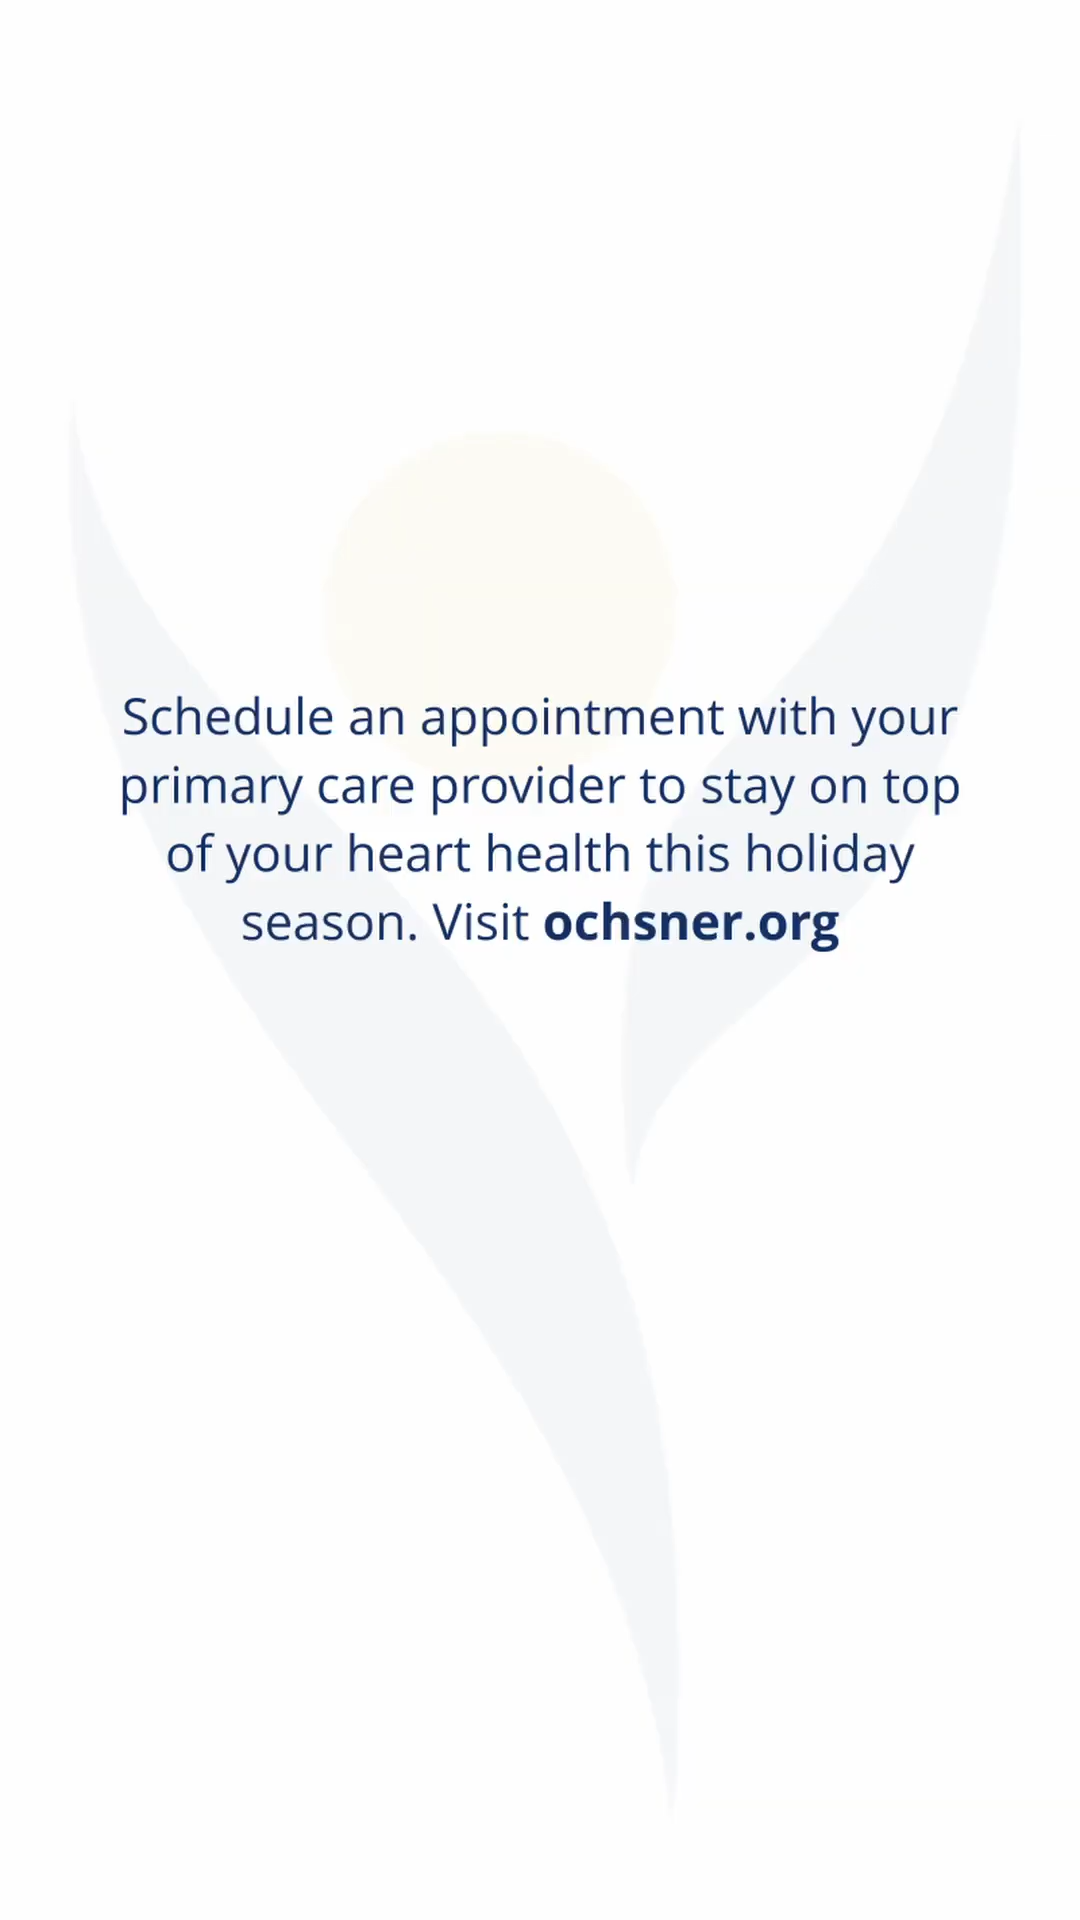 Schedule an appointment with your
primary care provider to stay on top
of your heart health this holiday
season. Visit ochsner.org